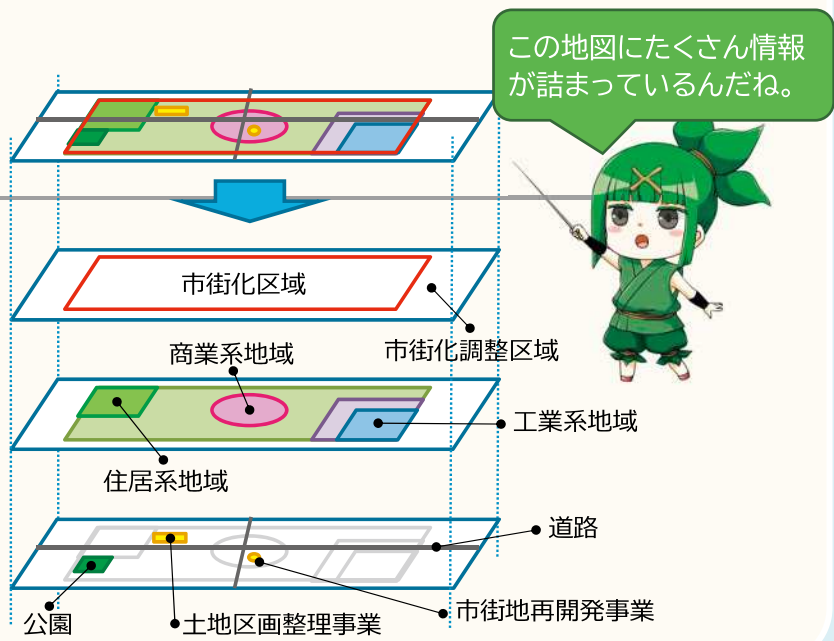 この地図にたくさん情報
が詰まっているんだね。
市街化区域
市街化調整区域
商業系地域
工業系地域
住居系地域
道路
市街地再開発事業
公園
土地区画整理事業